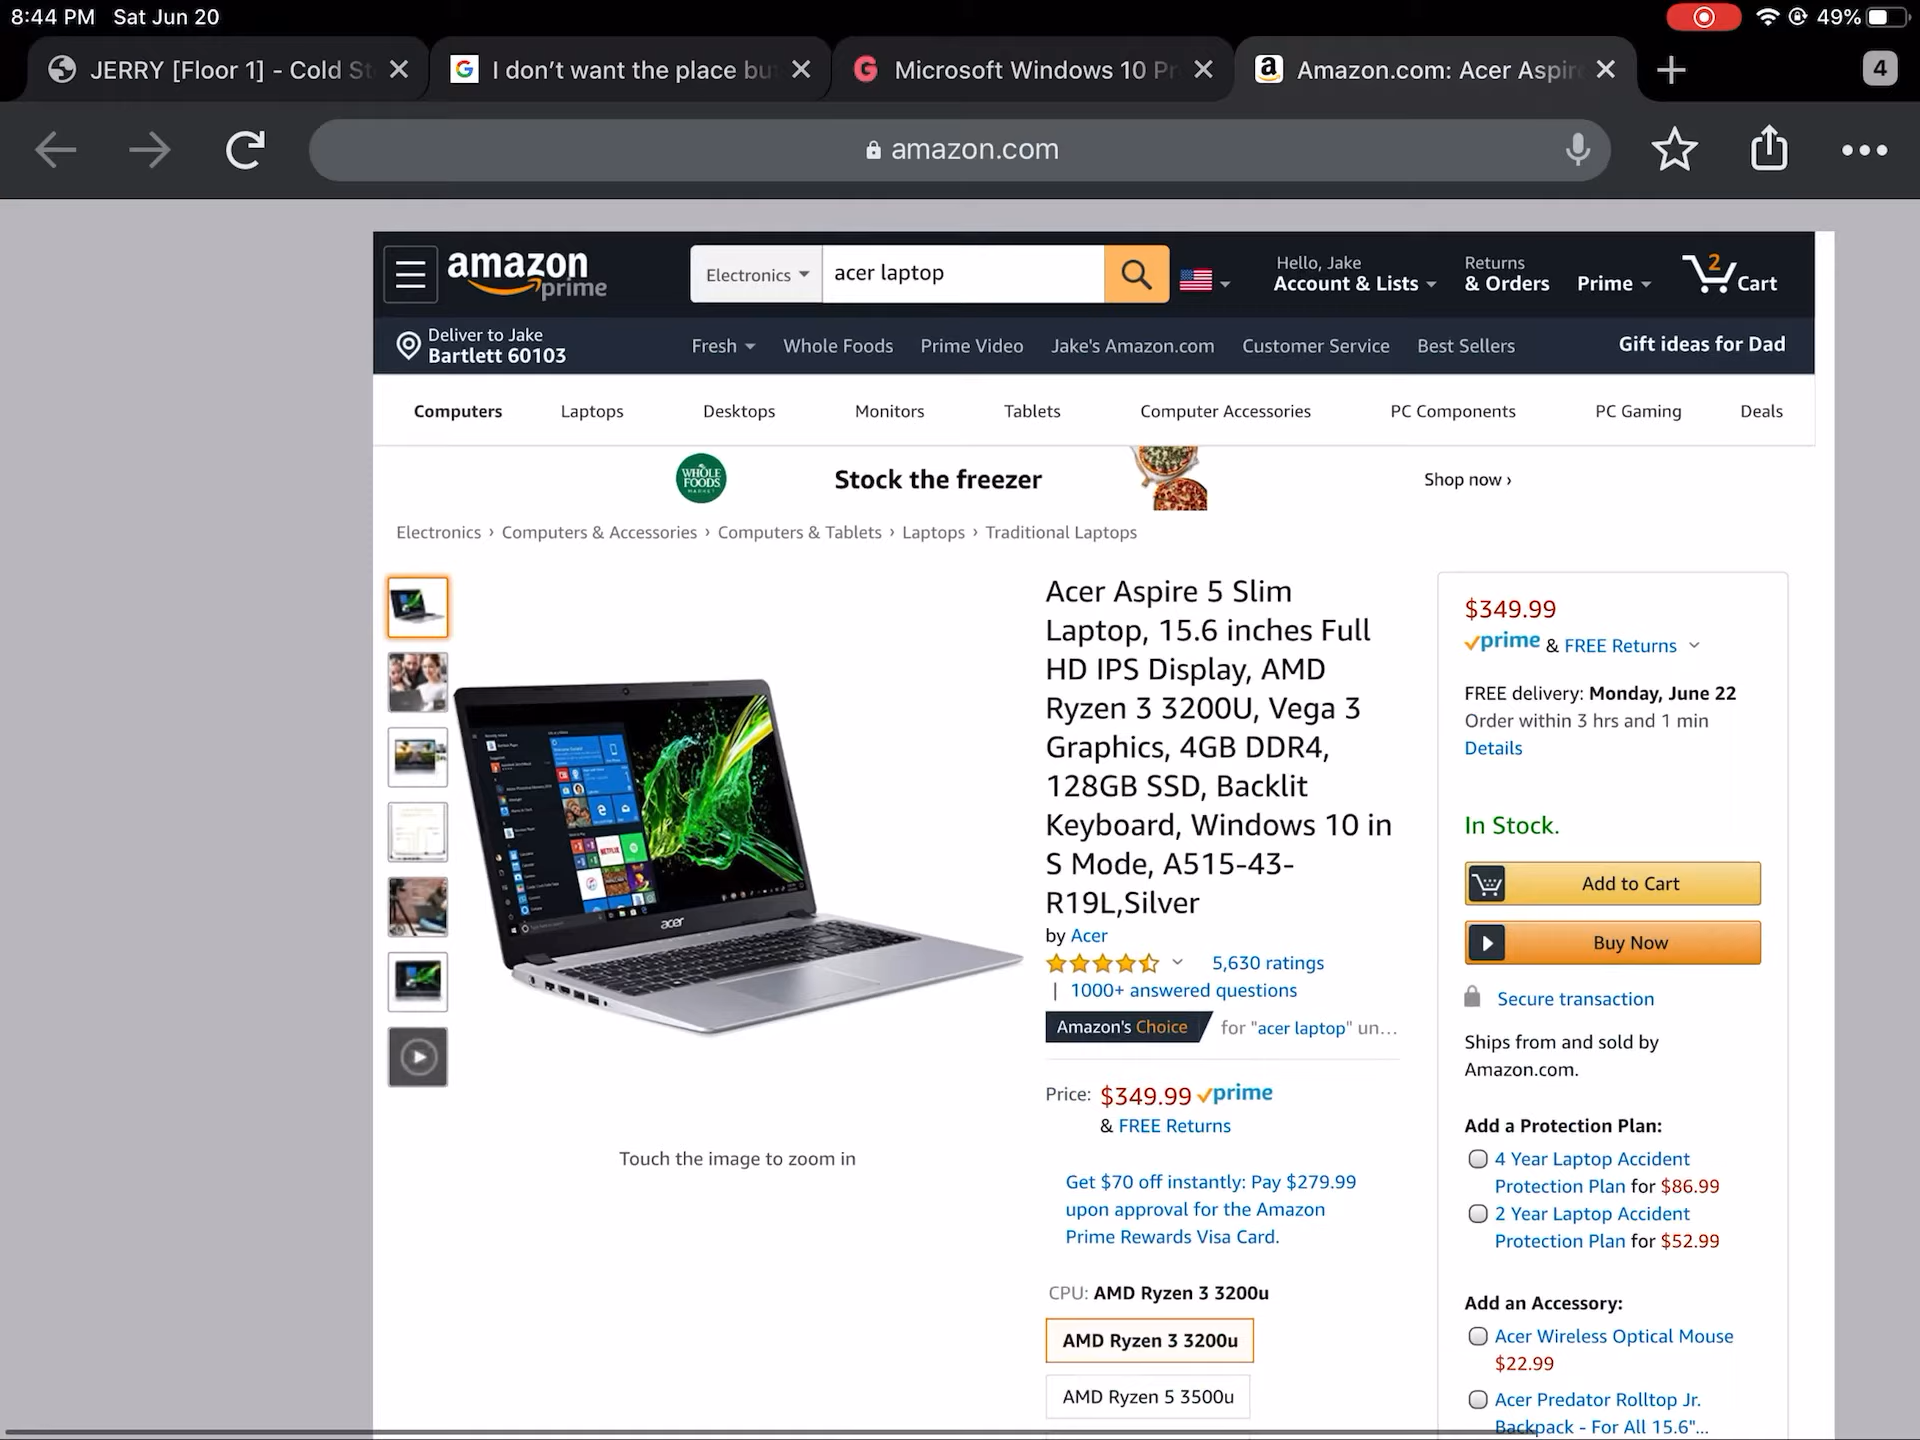 8:44 PM Sat Jun 20
49%
JERRY [Floor 1] - Cold St
I don't want the place bu
Microsoft Windows 10 Pr
Amazon.com: Acer Aspir
4
amazon.com
amazon prime
Electronics
acer laptop
Hello, Jake
Account & Lists
Returns
& Orders
Prime
2
Cart
Deliver to Jake
Bartlett 60103
Fresh
Whole Foods
Prime Video
Jake's Amazon.com
Customer Service
Best Sellers
Gift ideas for Dad
Computers
Laptops
Desktops
Monitors
Tablets
Computer Accessories
PC Components
PC Gaming
Deals
WHOLE
FOODS
MARKET
Stock the freezer
Shop now ›
Electronics › Computers & Accessories › Computers & Tablets › Laptops › Traditional Laptops
NETFLIX
acer
Touch the image to zoom in
Acer Aspire 5 Slim
Laptop, 15.6 inches Full
HD IPS Display, AMD
Ryzen 3 3200U, Vega 3
Graphics, 4GB DDR4,
128GB SSD, Backlit
Keyboard, Windows 10 in
S Mode, A515-43-
R19L,Silver
by Acer
5,630 ratings
| 1000+ answered questions
Amazon's Choice for "acer laptop" un...
Price: $349.99 prime
& FREE Returns
Get $70 off instantly: Pay $279.99
upon approval for the Amazon
Prime Rewards Visa Card.
CPU: AMD Ryzen 3 3200u
AMD Ryzen 3 3200u
AMD Ryzen 5 3500u
$349.99
prime & FREE Returns
FREE delivery: Monday, June 22
Order within 3 hrs and 1 min
Details
In Stock.
Add to Cart
Buy Now
Secure transaction
Ships from and sold by
Amazon.com.
Add a Protection Plan:
4 Year Laptop Accident
Protection Plan for $86.99
2 Year Laptop Accident
Protection Plan for $52.99
Add an Accessory:
Acer Wireless Optical Mouse
$22.99
Acer Predator Rolltop Jr.
Backpack - For All 15.6"...